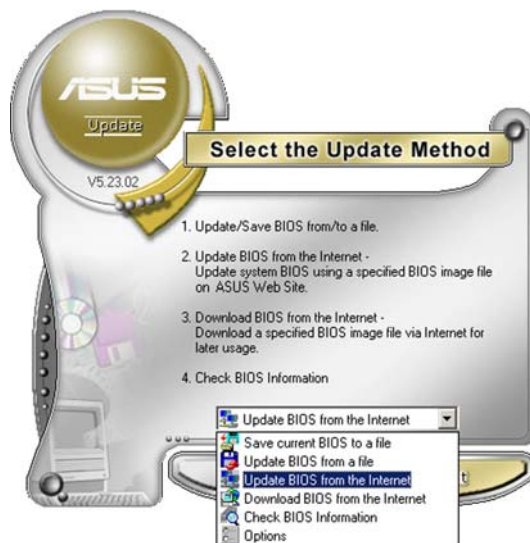 ASUS
Update
V5.23.02
Select the Update Method
1. Update/Save BIOS from/to a file.
2. Update BIOS from the Internet -
Update system BIOS using a specified BIOS image file
on ASUS Web Site.
3. Download BIOS from the Internet -
Download a specified BIOS image file via Internet for
later usage.
4. Check BIOS Information
Update BIOS from the Internet
Save current BIOS to a file
Update BIOS from a file
Update BIOS from the Internet
Download BIOS from the Internet
Check BIOS Information
Options